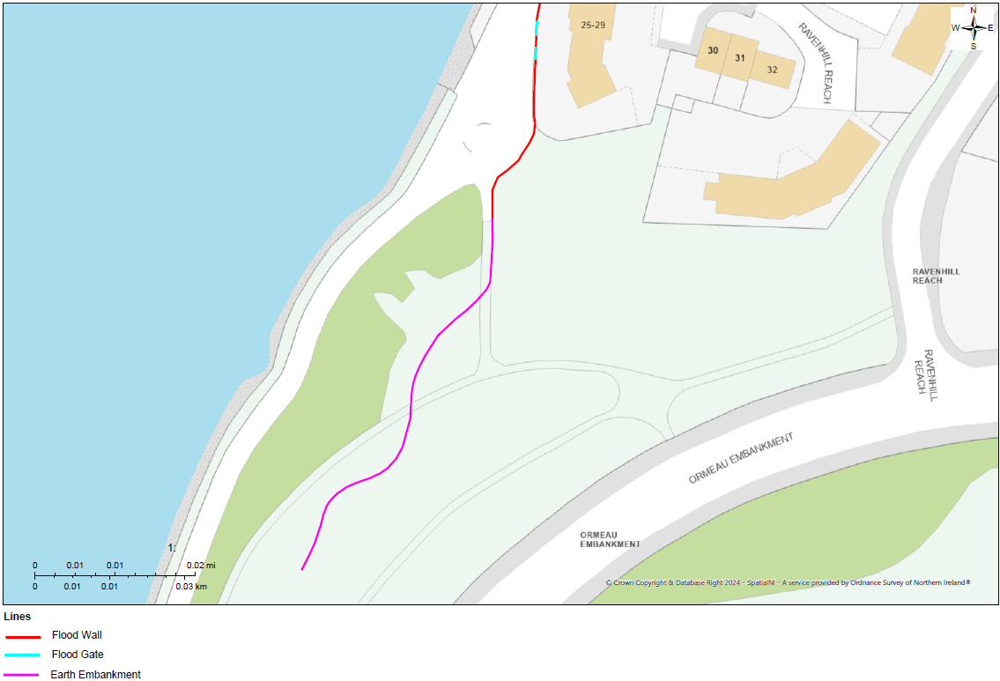 N
W E
S
25-29
30
31
32
RAVENHILL REACH
RAVENHILL
REACH
RAVENHILL
REACH
ORMEAU EMBANKMENT
ORMEAU
EMBANKMENT
1:
0 0.01 0.01 0.02 mi
0 0.01 0.01 0.03 km
© Crown Copyright & Database Right 2024 - SpatialNI - A service provided by Ordnance Survey of Northern Ireland®
Lines
Flood Wall
Flood Gate
Earth Embankment